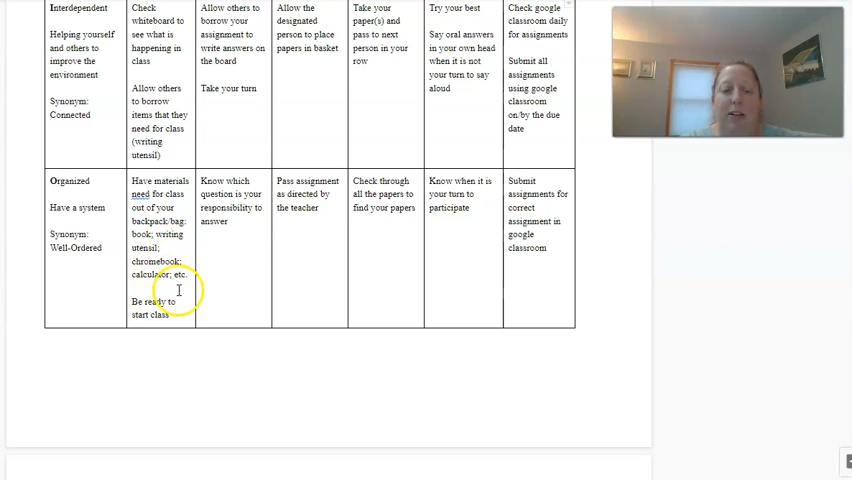 Interdependent
Helping yourself
and others to
improve the
environment
Synonym:
Connected
Check
whiteboard to
see what is
happening in
class
Allow others
to borrow
items that they
need for class
(writing
utensil)
Allow others to
borrow your
assignment to
write answers on
the board
Take your turn
Allow the
designated
person to place
papers in basket
Take your
paper(s) and
pass to next
person in your
row
Try your best
Say oral answers
in your own head
when it is not
your turn to say
aloud
Check google
classroom daily
for assignments
Submit all
assignments
using google
classroom
on/by the due
date
Organized
Have a system
Synonym:
Well-Ordered
Have materials
need for class
out of your
backpack/bag:
book; writing
utensil;
chromebook;
calculator; etc.
Be ready to
start class
Know which
question is your
responsibility to
answer
Pass assignment
as directed by
the teacher
Check through
all the papers to
find your papers
Know when it is
your turn to
participate
Submit
assignments for
correct
assignment in
google
classroom